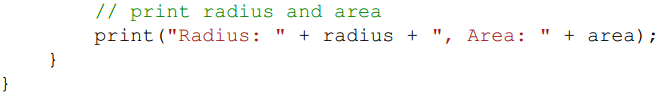 // print radius and area
print("Radius: " + radius + ", Area: " + area);
}
}